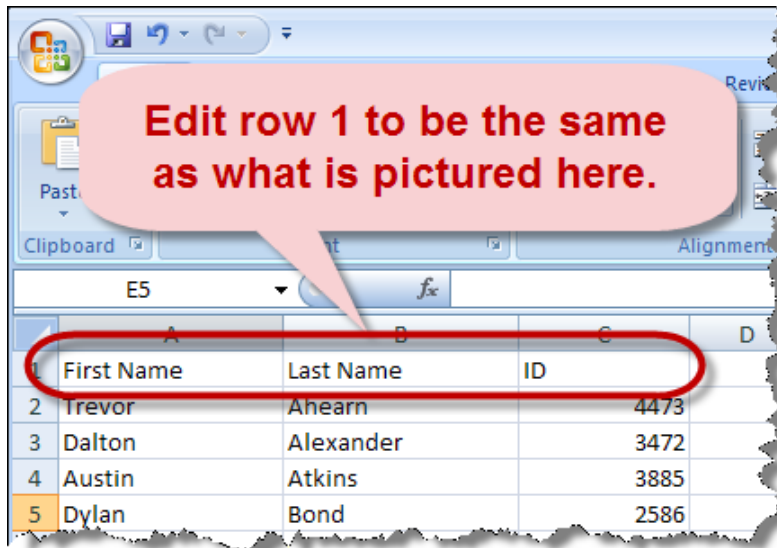 Revi
Edit row 1 to be the same
as what is pictured here.
Past
Clipboard
Alignment
E5
fx
A B C D
1 First Name Last Name ID
2 Trevor Ahearn 4473
3 Dalton Alexander 3472
4 Austin Atkins 3885
5 Dylan Bond 2586